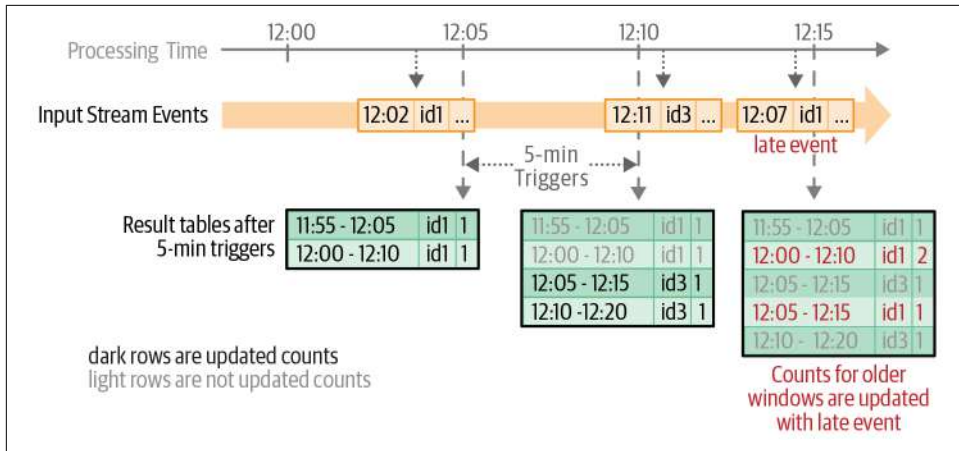 12:00 12:05 12:10 12:15
Processing Time
Input Stream Events
12:02 id1 ...
12:11 id3 ...
12:07 id1 ...
late event
5-min
Triggers
Result tables after
5-min triggers
11:55 - 12:05 id1 1
12:00 - 12:10 id1 1
11:55 - 12:05 id1 1
12:00 - 12:10 id1 1
12:05 - 12:15 id3 1
12:10 -12:20 id3 1
11:55 - 12:05 id1 1
12:00 - 12:10 id1 2
12:05 - 12:15 id3 1
12:05 - 12:15 id1 1
12:10 - 12:20 id3 1
dark rows are updated counts
light rows are not updated counts
Counts for older
windows are updated
with late event